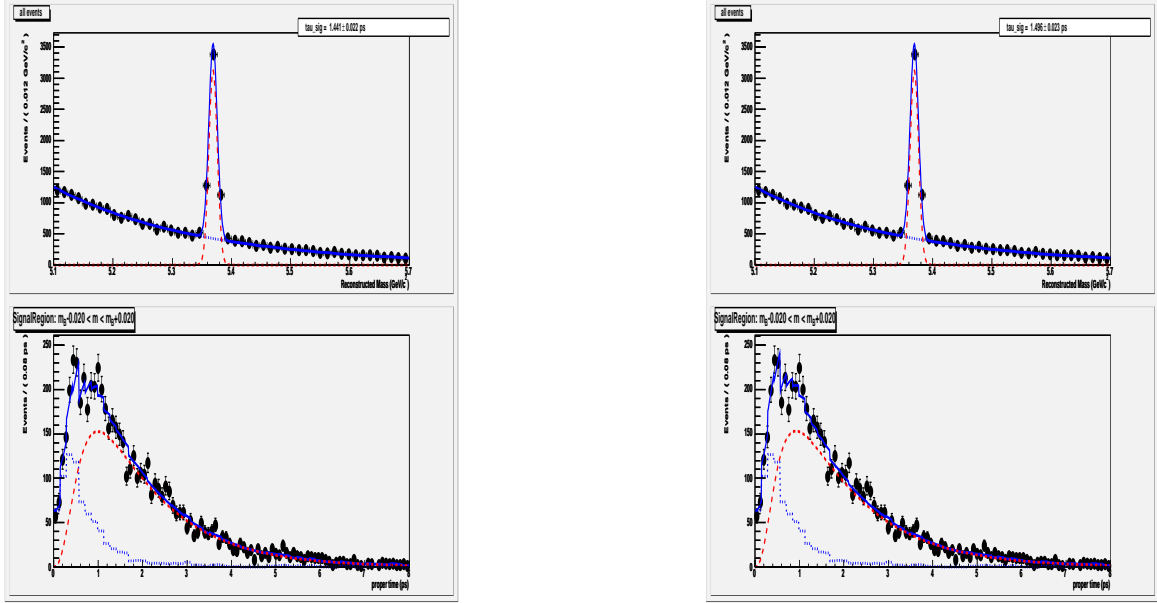 all events
tau_sig = 1.441±0.022 ps
Events / ( 0.012 GeV/c² )
3500
3000
2500
2000
1500
1000
500
0
5.1 5.2 5.3 5.4 5.5 5.6 5.7
Reconstructed Mass (GeV/c²)
SignalRegion: mB-0.020 < m < mB+0.020
Events / ( 0.08 ps )
250
200
150
100
50
0
0 1 2 3 4 5 6 7 8
proper time (ps)
all events
tau_sig = 1.496±0.023 ps
Events / ( 0.012 GeV/c² )
3500
3000
2500
2000
1500
1000
500
0
5.1 5.2 5.3 5.4 5.5 5.6 5.7
Reconstructed Mass (GeV/c²)
SignalRegion: mB-0.020 < m < mB+0.020
Events / ( 0.08 ps )
250
200
150
100
50
0
0 1 2 3 4 5 6 7 8
proper time (ps)